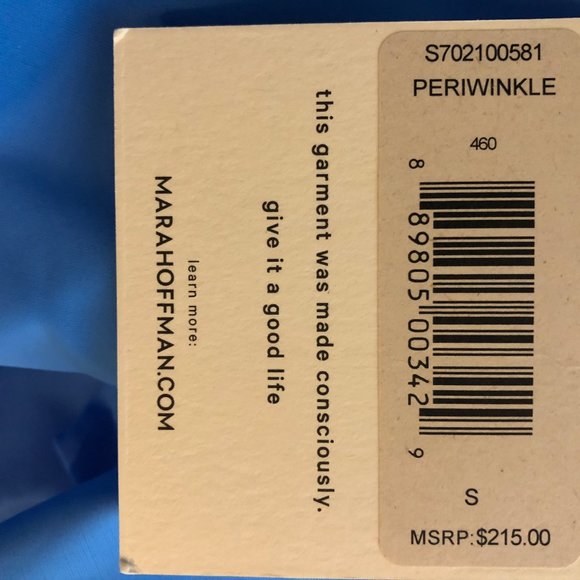 this garment was made consciously.
give it a good life
learn more:
MARAHOFFMAN.COM
S702100581
PERIWINKLE
460
8 89805 00342 9
S
MSRP:$215.00